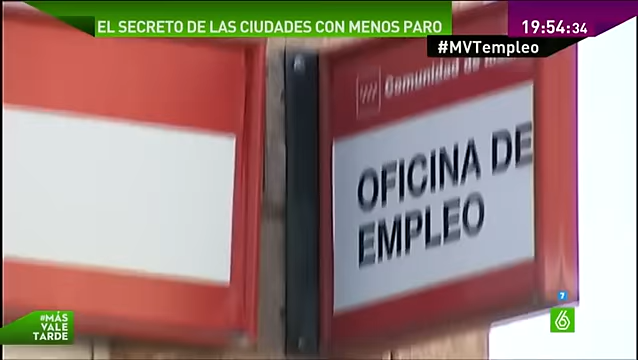 EL SECRETO DE LAS CIUDADES CON MENOS PARO
19:54:34
#MVTempleo
Comunidad de
OFICINA DE
EMPLEO
7
6
#MÁS
VALE
TARDE